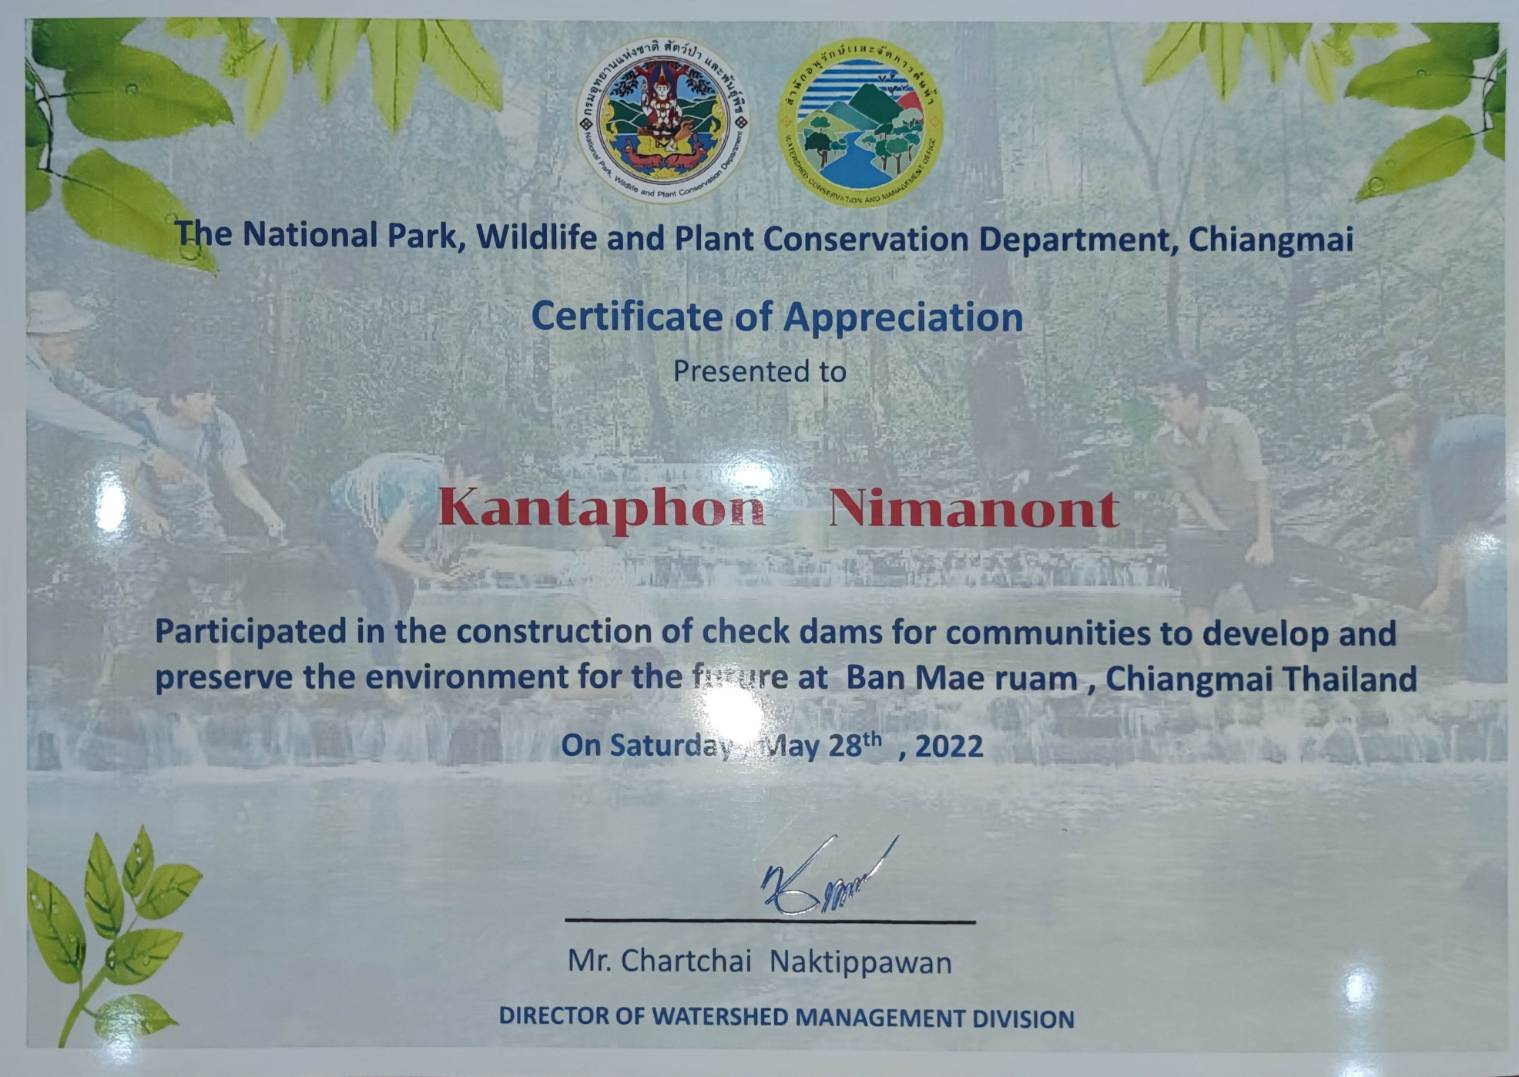 กรมอุทยานแห่งชาติ สัตว์ป่า และพันธุ์พืช
National Park, Wildlife and Plant Conservation Department
สำนักอนุรักษ์และจัดการต้นน้ำ
WATERSHED CONSERVATION AND MANAGEMENT OFFICE
The National Park, Wildlife and Plant Conservation Department, Chiangmai
Certificate of Appreciation
Presented to
Kantaphon Nimanont
Participated in the construction of check dams for communities to develop and
preserve the environment for the future at Ban Mae ruam , Chiangmai Thailand
On Saturday, May 28th , 2022
Mr. Chartchai Naktippawan
DIRECTOR OF WATERSHED MANAGEMENT DIVISION